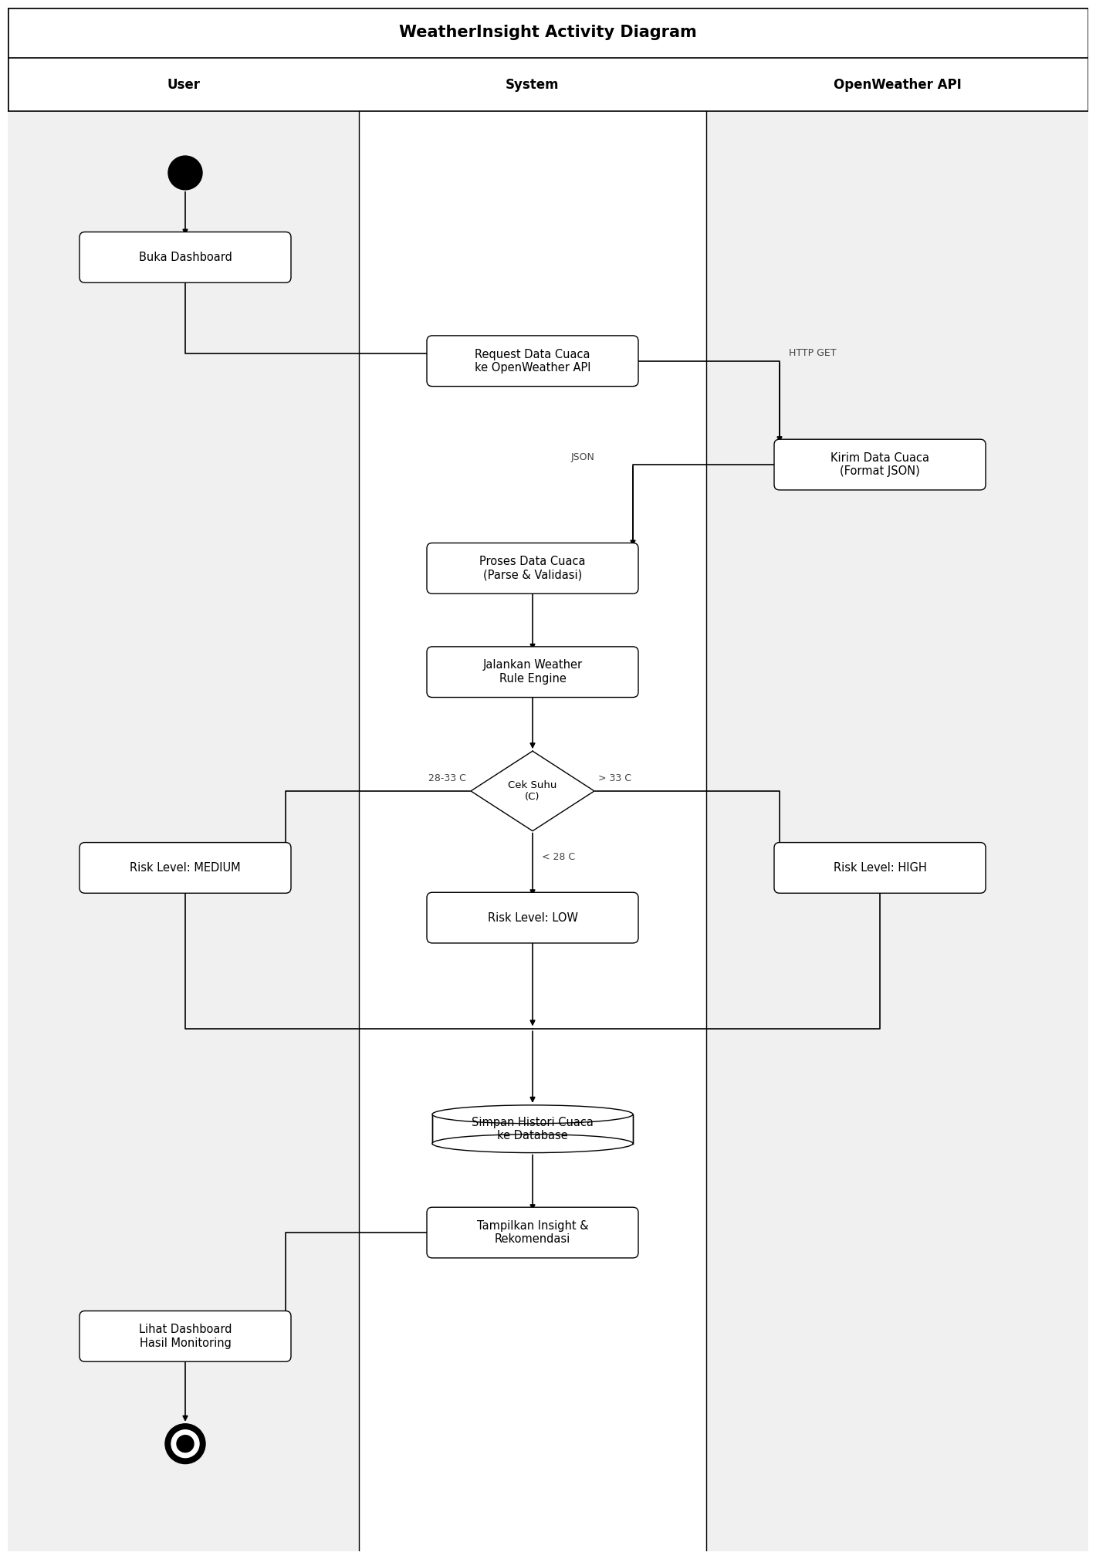 WeatherInsight Activity Diagram
User
System
OpenWeather API
Buka Dashboard
Request Data Cuaca
ke OpenWeather API
HTTP GET
JSON
Kirim Data Cuaca
(Format JSON)
Proses Data Cuaca
(Parse & Validasi)
Jalankan Weather
Rule Engine
28-33 C
Cek Suhu
(C)
> 33 C
< 28 C
Risk Level: MEDIUM
Risk Level: HIGH
Risk Level: LOW
Simpan Histori Cuaca
ke Database
Tampilkan Insight &
Rekomendasi
Lihat Dashboard
Hasil Monitoring